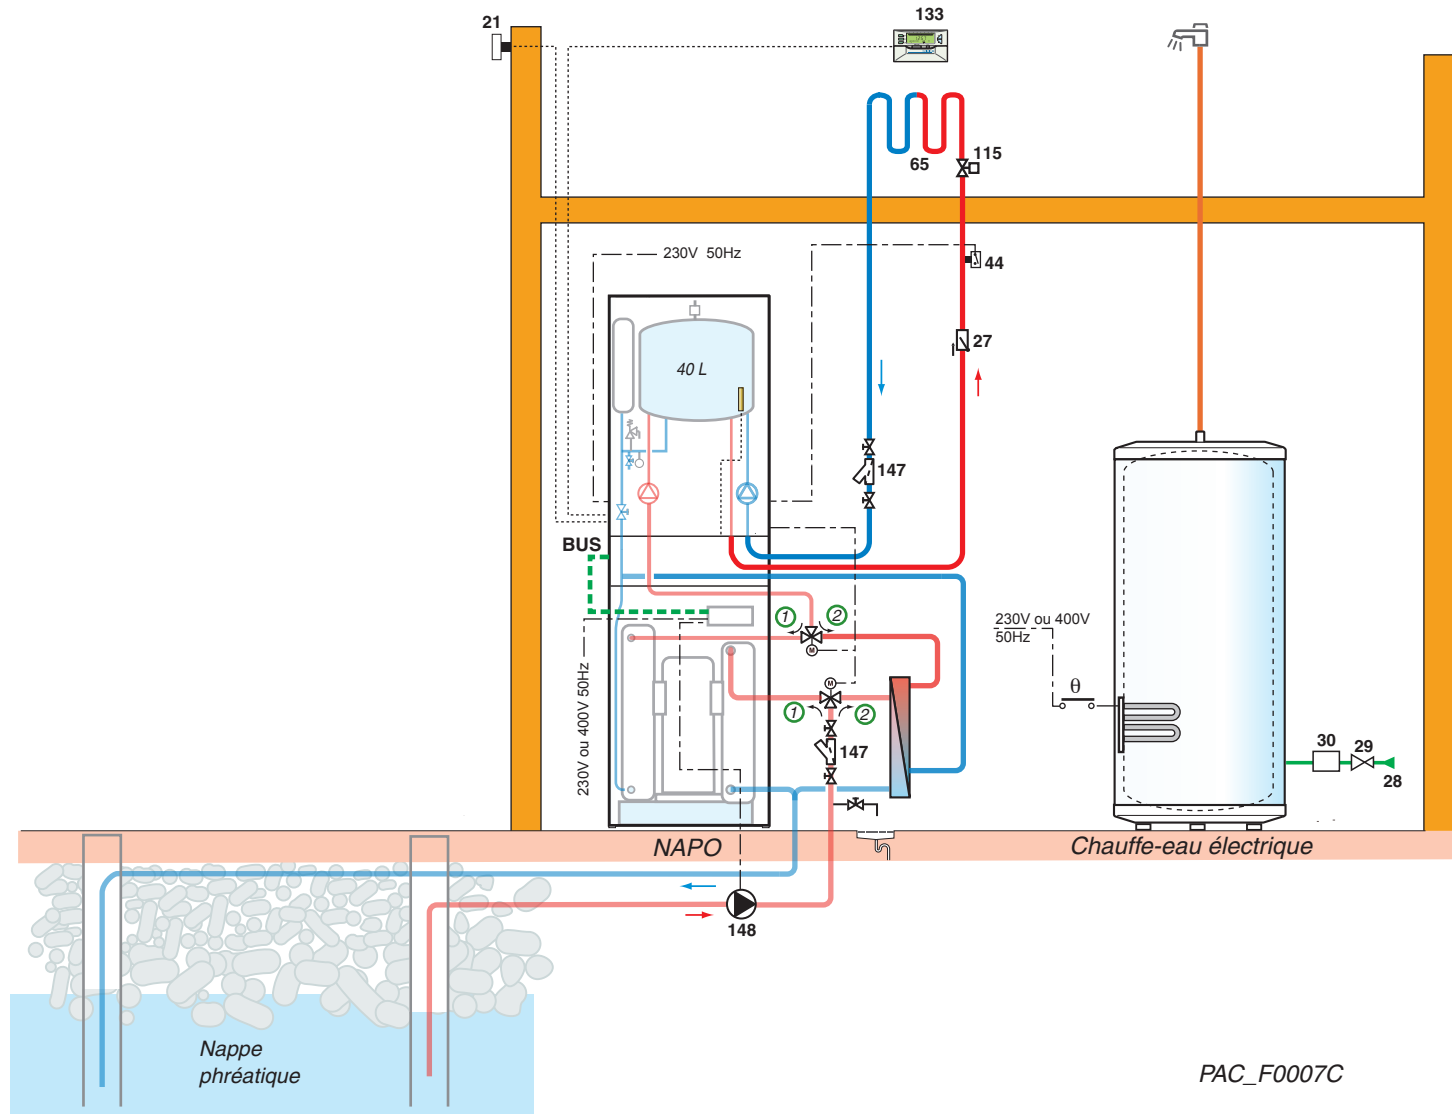 21
133
65
115
230V 50Hz
44
27
40 L
147
BUS
1
2
230V ou 400V 50Hz
M
M
1
2
147
230V ou 400V
50Hz
θ
30
29
28
NAPO
Chauffe-eau électrique
148
Nappe
phréatique
PAC_F0007C